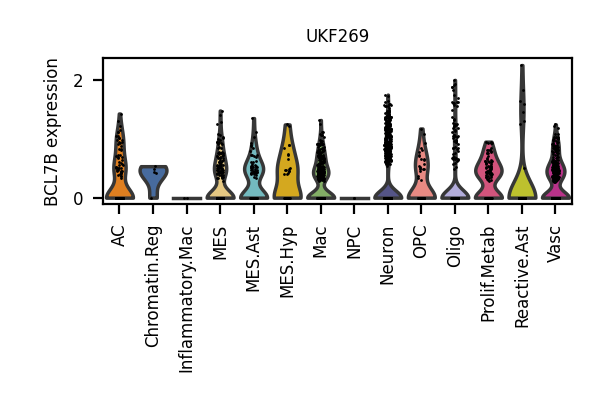 UKF269
BCL7B expression
2
0
AC
Chromatin.Reg
Inflammatory.Mac
MES
MES.Ast
MES.Hyp
Mac
NPC
Neuron
OPC
Oligo
Prolif.Metab
Reactive.Ast
Vasc